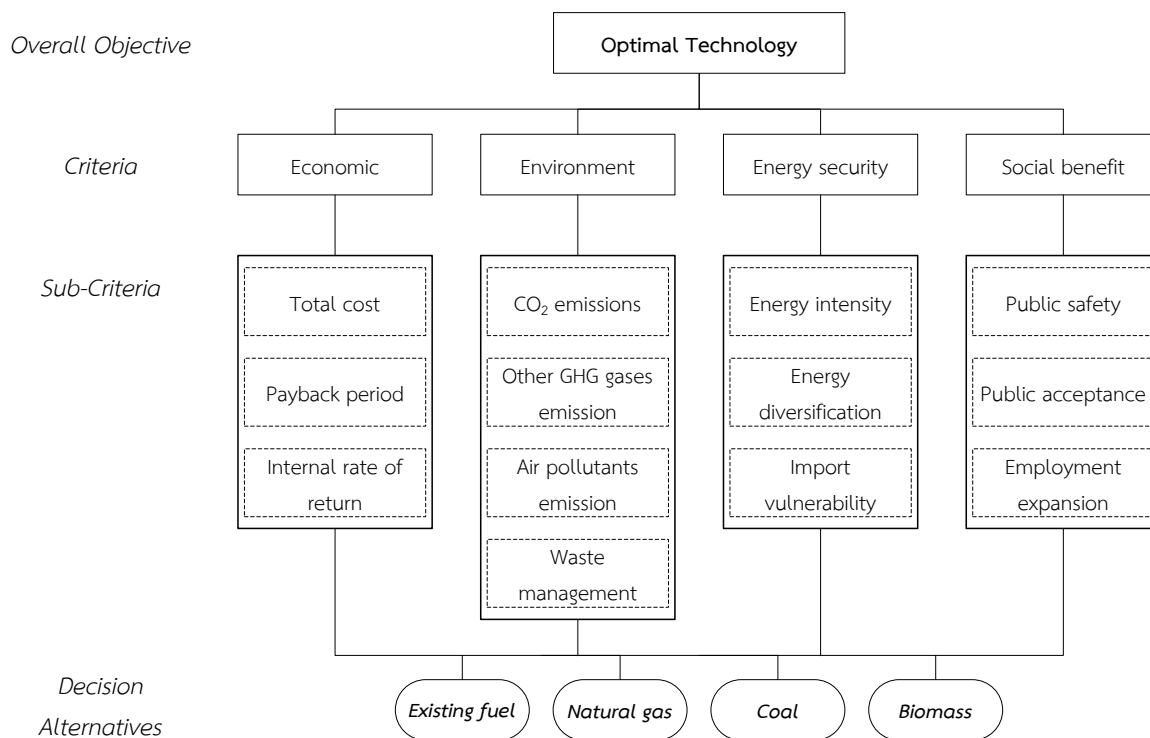 Overall Objective
Optimal Technology
Criteria
Economic
Environment
Energy security
Social benefit
Sub-Criteria
Total cost
Payback period
Internal rate of
return
CO₂ emissions
Other GHG gases
emission
Air pollutants
emission
Waste
management
Energy intensity
Energy
diversification
Import
vulnerability
Public safety
Public acceptance
Employment
expansion
Decision
Alternatives
Existing fuel
Natural gas
Coal
Biomass